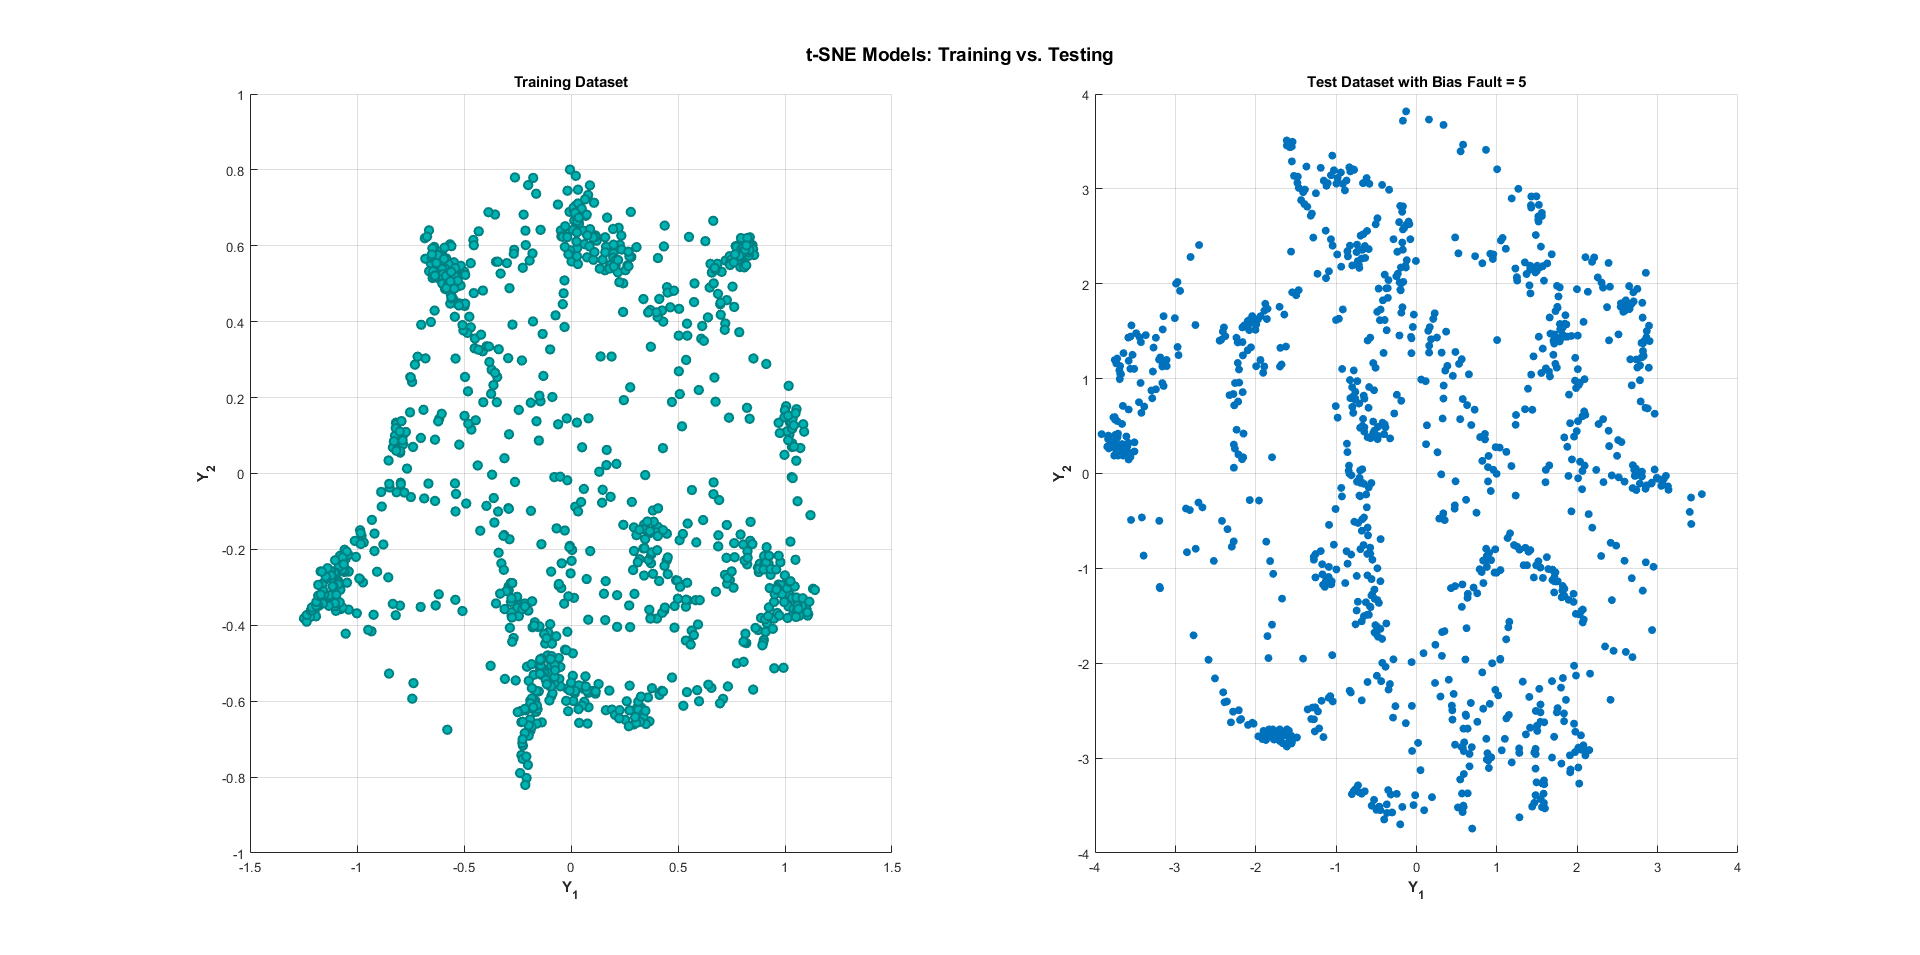 t-SNE Models: Training vs. Testing
Training Dataset
1
0.8
0.6
0.4
0.2
0
-0.2
-0.4
-0.6
-0.8
-1
Y2
-1.5 -1 -0.5 0 0.5 1 1.5
Y1
Test Dataset with Bias Fault = 5
4
3
2
1
0
-1
-2
-3
-4
Y2
-4 -3 -2 -1 0 1 2 3 4
Y1